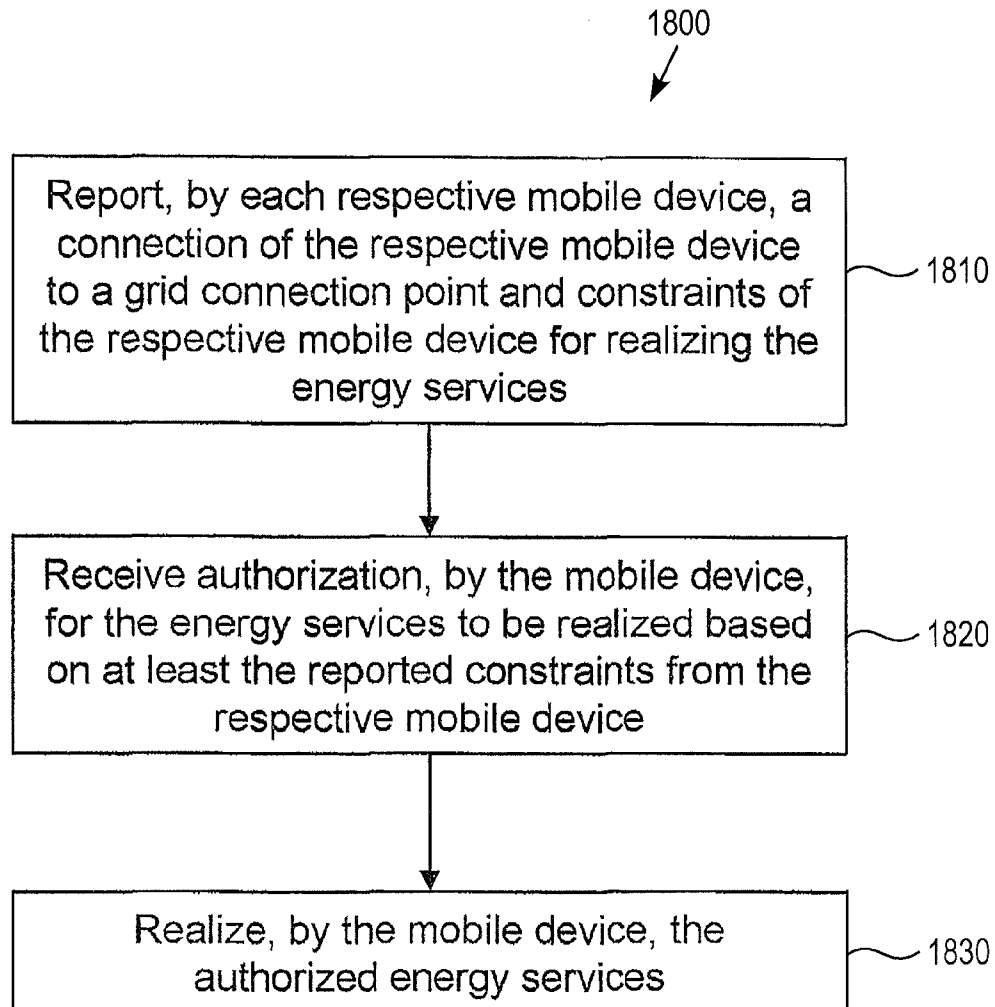 1800
Report, by each respective mobile device, a
connection of the respective mobile device
to a grid connection point and constraints of
the respective mobile device for realizing the
energy services
1810
Receive authorization, by the mobile device,
for the energy services to be realized based
on at least the reported constraints from the
respective mobile device
1820
Realize, by the mobile device, the
authorized energy services
1830